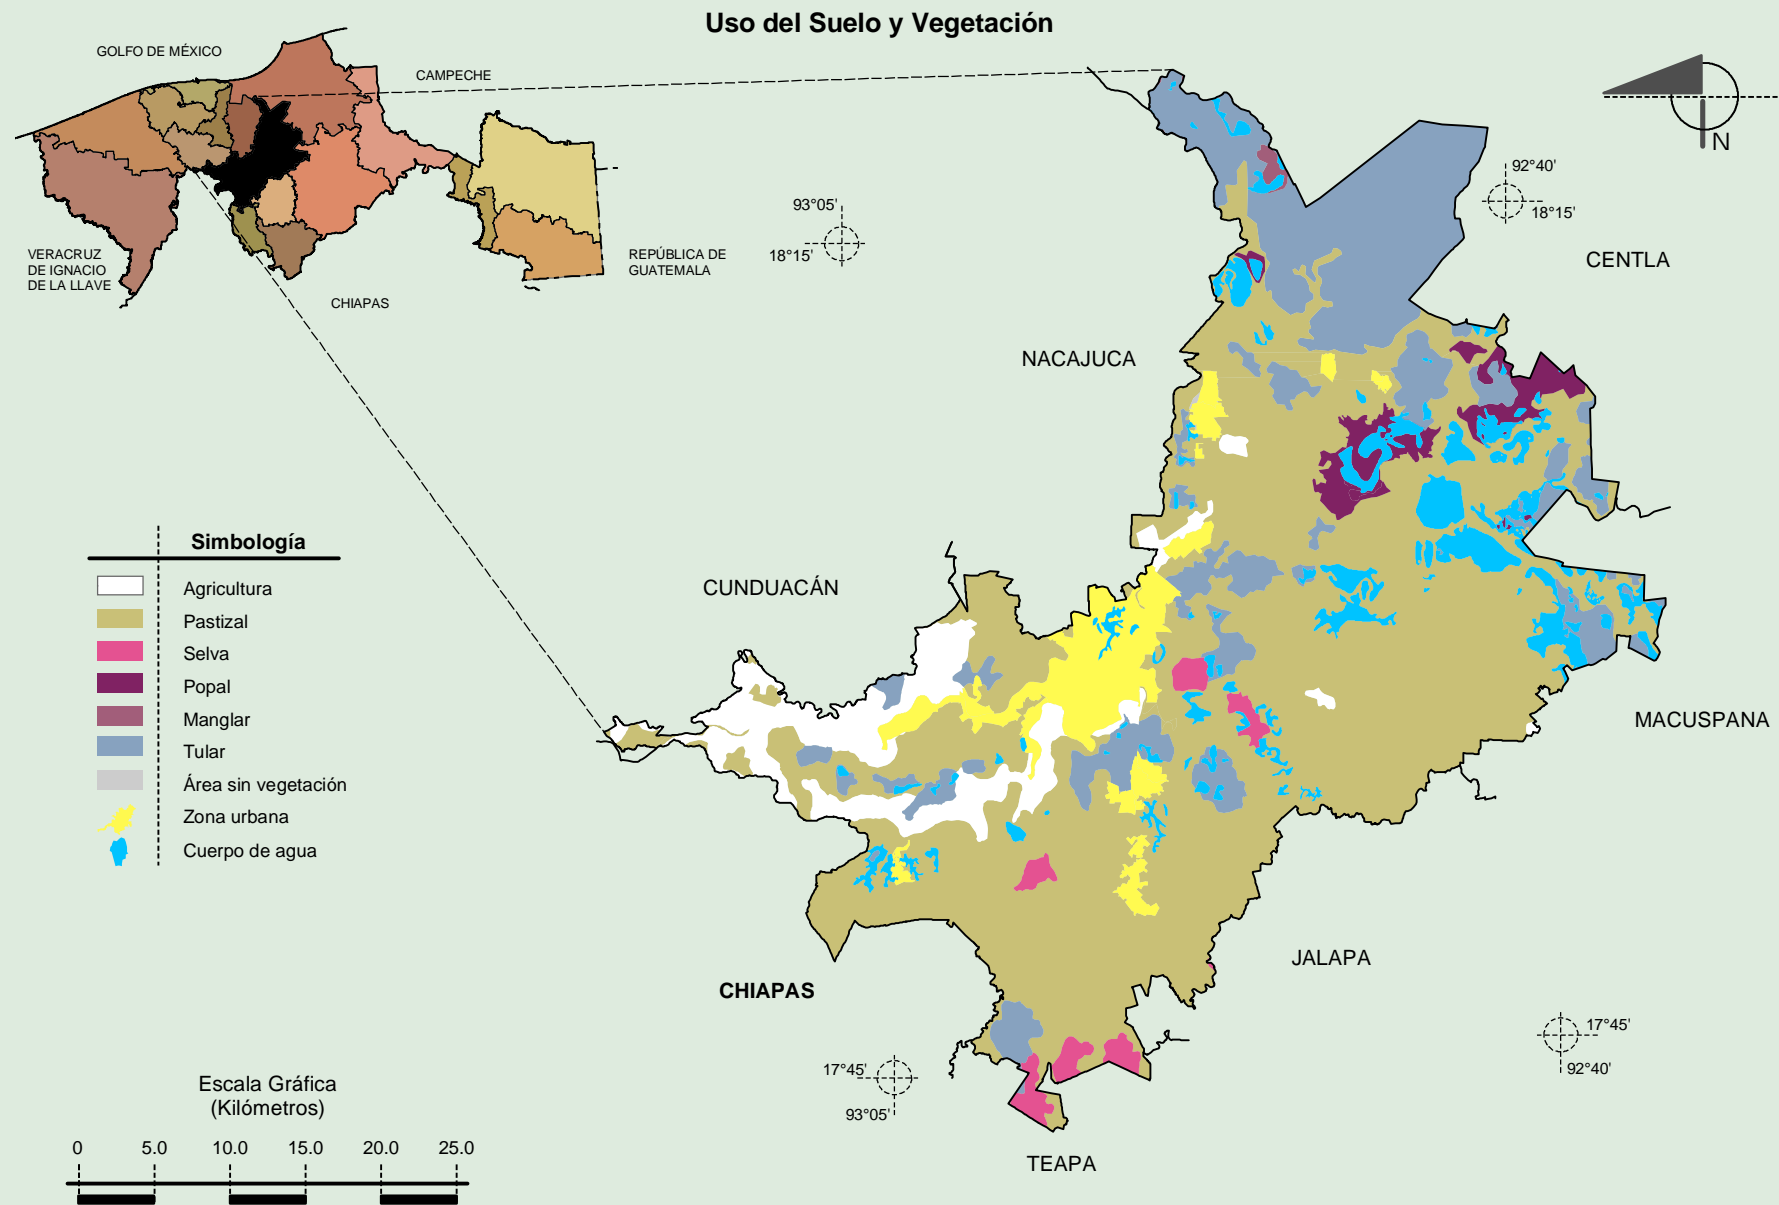 Uso del Suelo y Vegetación
GOLFO DE MÉXICO
CAMPECHE
VERACRUZ
DE IGNACIO
DE LA LLAVE
CHIAPAS
REPÚBLICA DE
GUATEMALA
N
93°05'
18°15'
92°40'
18°15'
CENTLA
NACAJUCA
CUNDUACÁN
MACUSPANA
JALAPA
CHIAPAS
TEAPA
17°45'
93°05'
17°45'
92°40'
Simbología
Agricultura
Pastizal
Selva
Popal
Manglar
Tular
Área sin vegetación
Zona urbana
Cuerpo de agua
Escala Gráfica
(Kilómetros)
0 5.0 10.0 15.0 20.0 25.0